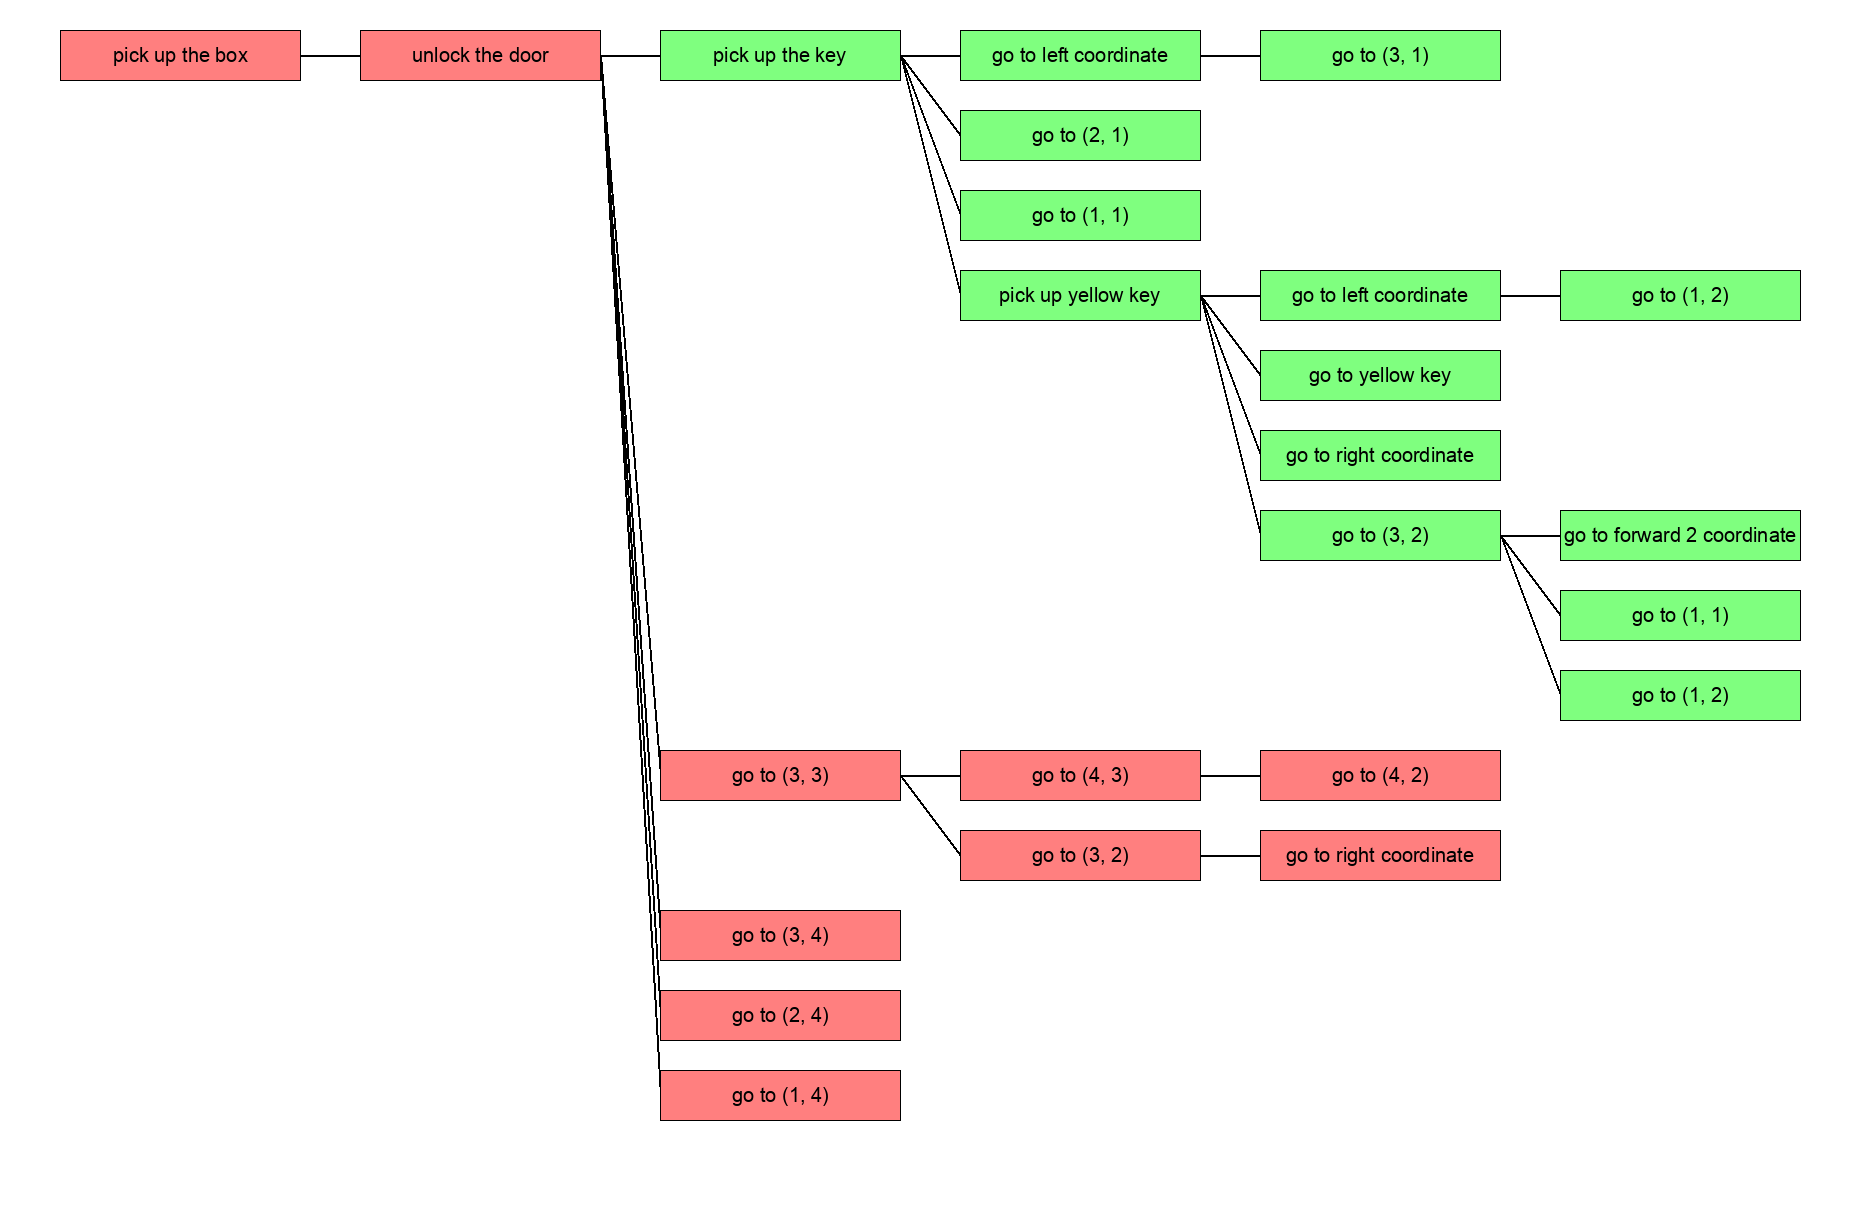 pick up the box
unlock the door
pick up the key
go to left coordinate
go to (3, 1)
go to (2, 1)
go to (1, 1)
pick up yellow key
go to left coordinate
go to (1, 2)
go to yellow key
go to right coordinate
go to (3, 2)
go to forward 2 coordinate
go to (1, 1)
go to (1, 2)
go to (3, 3)
go to (4, 3)
go to (4, 2)
go to (3, 2)
go to right coordinate
go to (3, 4)
go to (2, 4)
go to (1, 4)